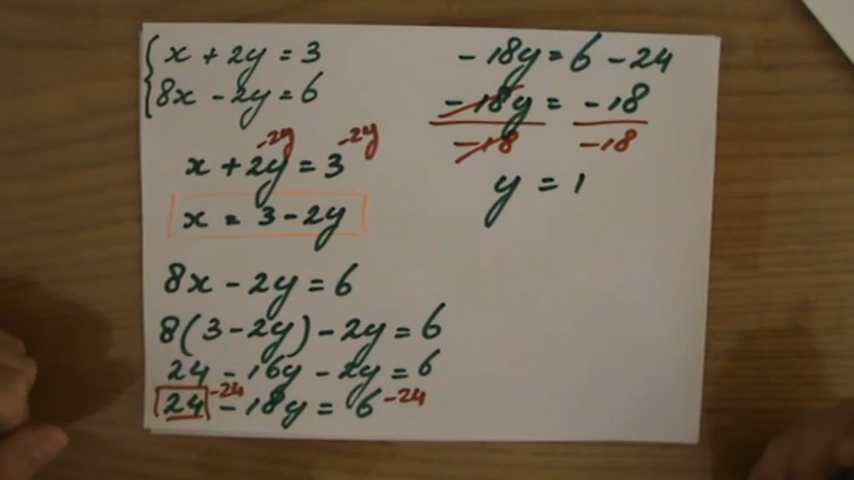 x + 2y = 3
8x - 2y = 6
-2y -2y
x + 2y = 3
x = 3 - 2y
8x - 2y = 6
8(3 - 2y) - 2y = 6
24 - 16y - 2y = 6
-24 -24
24 - 18y = 6
-18y = 6 - 24
-18y = -18
-18 -18
y = 1